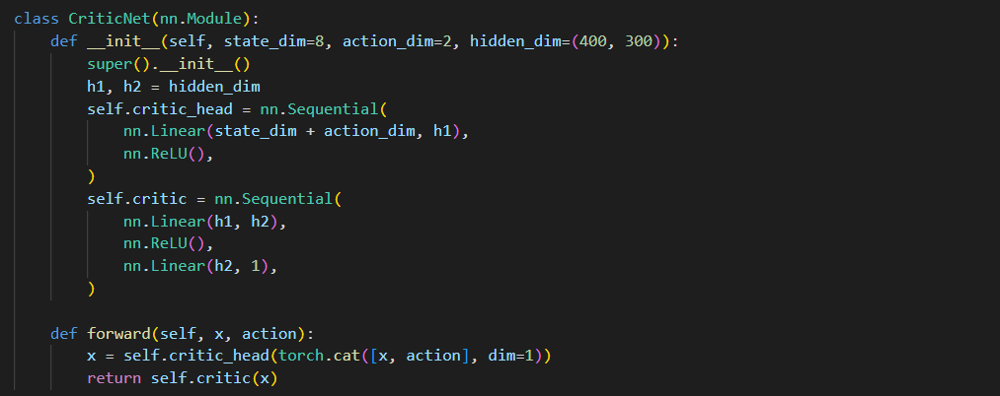 class CriticNet(nn.Module):
    def __init__(self, state_dim=8, action_dim=2, hidden_dim=(400, 300)):
        super().__init__()
        h1, h2 = hidden_dim
        self.critic_head = nn.Sequential(
            nn.Linear(state_dim + action_dim, h1),
            nn.ReLU(),
        )
        self.critic = nn.Sequential(
            nn.Linear(h1, h2),
            nn.ReLU(),
            nn.Linear(h2, 1),
        )

    def forward(self, x, action):
        x = self.critic_head(torch.cat([x, action], dim=1))
        return self.critic(x)